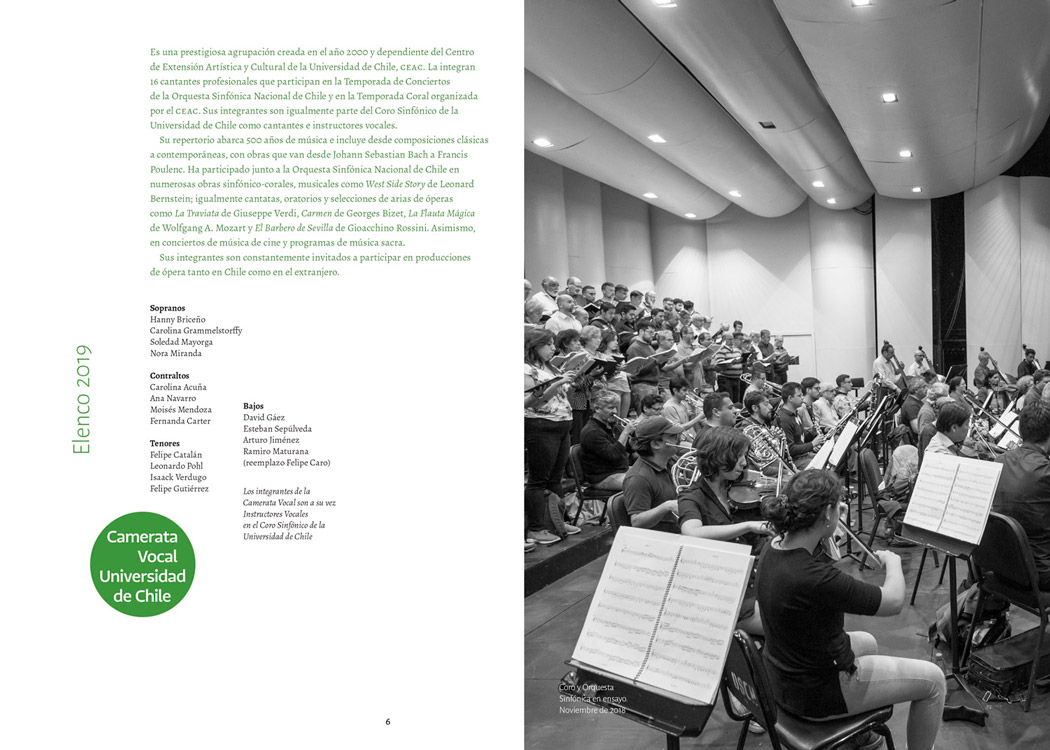 Es una prestigiosa agrupación creada en el año 2000 y dependiente del Centro
de Extensión Artística y Cultural de la Universidad de Chile, CEAC. La integran
16 cantantes profesionales que participan en la Temporada de Conciertos
de la Orquesta Sinfónica Nacional de Chile y en la Temporada Coral organizada
por el CEAC. Sus integrantes son igualmente parte del Coro Sinfónico de la
Universidad de Chile como cantantes e instructores vocales.
Su repertorio abarca 500 años de música e incluye desde composiciones clásicas
a contemporáneas, con obras que van desde Johann Sebastian Bach a Francis
Poulenc. Ha participado junto a la Orquesta Sinfónica Nacional de Chile en
numerosas obras sinfónico-corales, musicales como West Side Story de Leonard
Bernstein; igualmente cantatas, oratorios y selecciones de arias de óperas
como La Traviata de Giuseppe Verdi, Carmen de Georges Bizet, La Flauta Mágica
de Wolfgang A. Mozart y El Barbero de Sevilla de Gioacchino Rossini. Asimismo,
en conciertos de música de cine y programas de música sacra.
Sus integrantes son constantemente invitados a participar en producciones
de ópera tanto en Chile como en el extranjero.
Elenco 2019
Sopranos
Hanny Briceño
Carolina Grammelstorffy
Soledad Mayorga
Nora Miranda
Contraltos
Carolina Acuña
Ana Navarro
Moisés Mendoza
Fernanda Carter
Tenores
Felipe Catalán
Leonardo Pohl
Isaack Verdugo
Felipe Gutiérrez
Bajos
David Gáez
Esteban Sepúlveda
Arturo Jiménez
Ramiro Maturana
(reemplazo Felipe Caro)
Los integrantes de la
Camerata Vocal son a su vez
Instructores Vocales
en el Coro Sinfónico de la
Universidad de Chile
Camerata
Vocal
Universidad
de Chile
6
Coro y Orquesta
Sinfónica en ensayo.
Noviembre de 2018